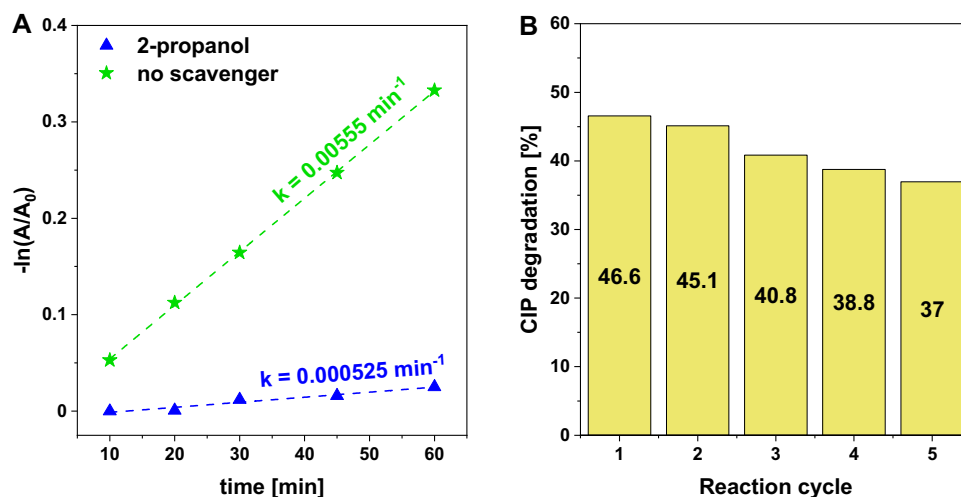 A
2-propanol
no scavenger
k = 0.00555 min⁻¹
k = 0.000525 min⁻¹
-ln(A/A₀)
0.4
0.3
0.2
0.1
0
10 20 30 40 50 60
time [min]
B
CIP degradation [%]
60
50
40
30
20
10
0
46.6 45.1 40.8 38.8 37
1 2 3 4 5
Reaction cycle